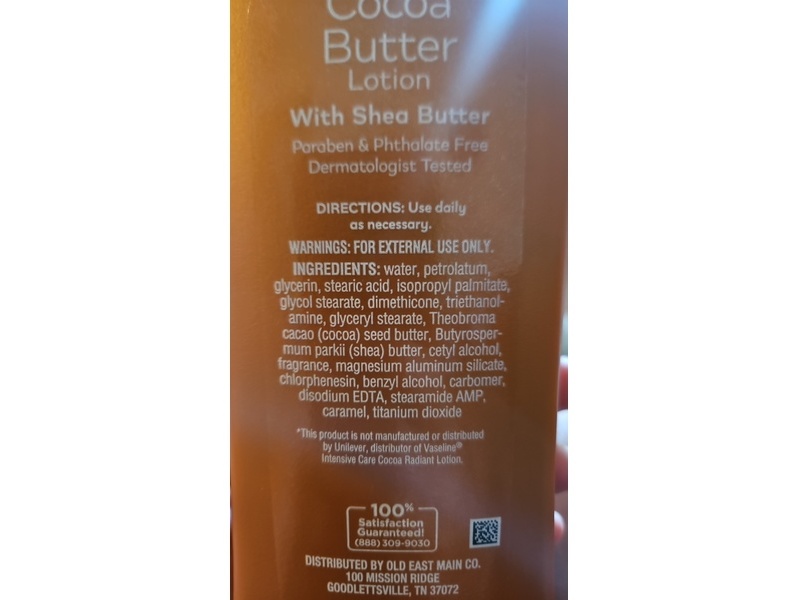 Cocoa
Butter
Lotion
With Shea Butter
Paraben & Phthalate Free
Dermatologist Tested
DIRECTIONS: Use daily
as necessary.
WARNINGS: FOR EXTERNAL USE ONLY.
INGREDIENTS: water, petrolatum,
glycerin, stearic acid, isopropyl palmitate,
glycol stearate, dimethicone, triethanol-
amine, glyceryl stearate, Theobroma
cacao (cocoa) seed butter, Butyrosper-
mum parkii (shea) butter, cetyl alcohol,
fragrance, magnesium aluminum silicate,
chlorphenesin, benzyl alcohol, carbomer,
disodium EDTA, stearamide AMP,
caramel, titanium dioxide
*This product is not manufactured or distributed
by Unilever, distributor of Vaseline®
Intensive Care Cocoa Radiant Lotion.
100%
Satisfaction
Guaranteed!
(888) 309-9030
DISTRIBUTED BY OLD EAST MAIN CO.
100 MISSION RIDGE
GOODLETTSVILLE, TN 37072